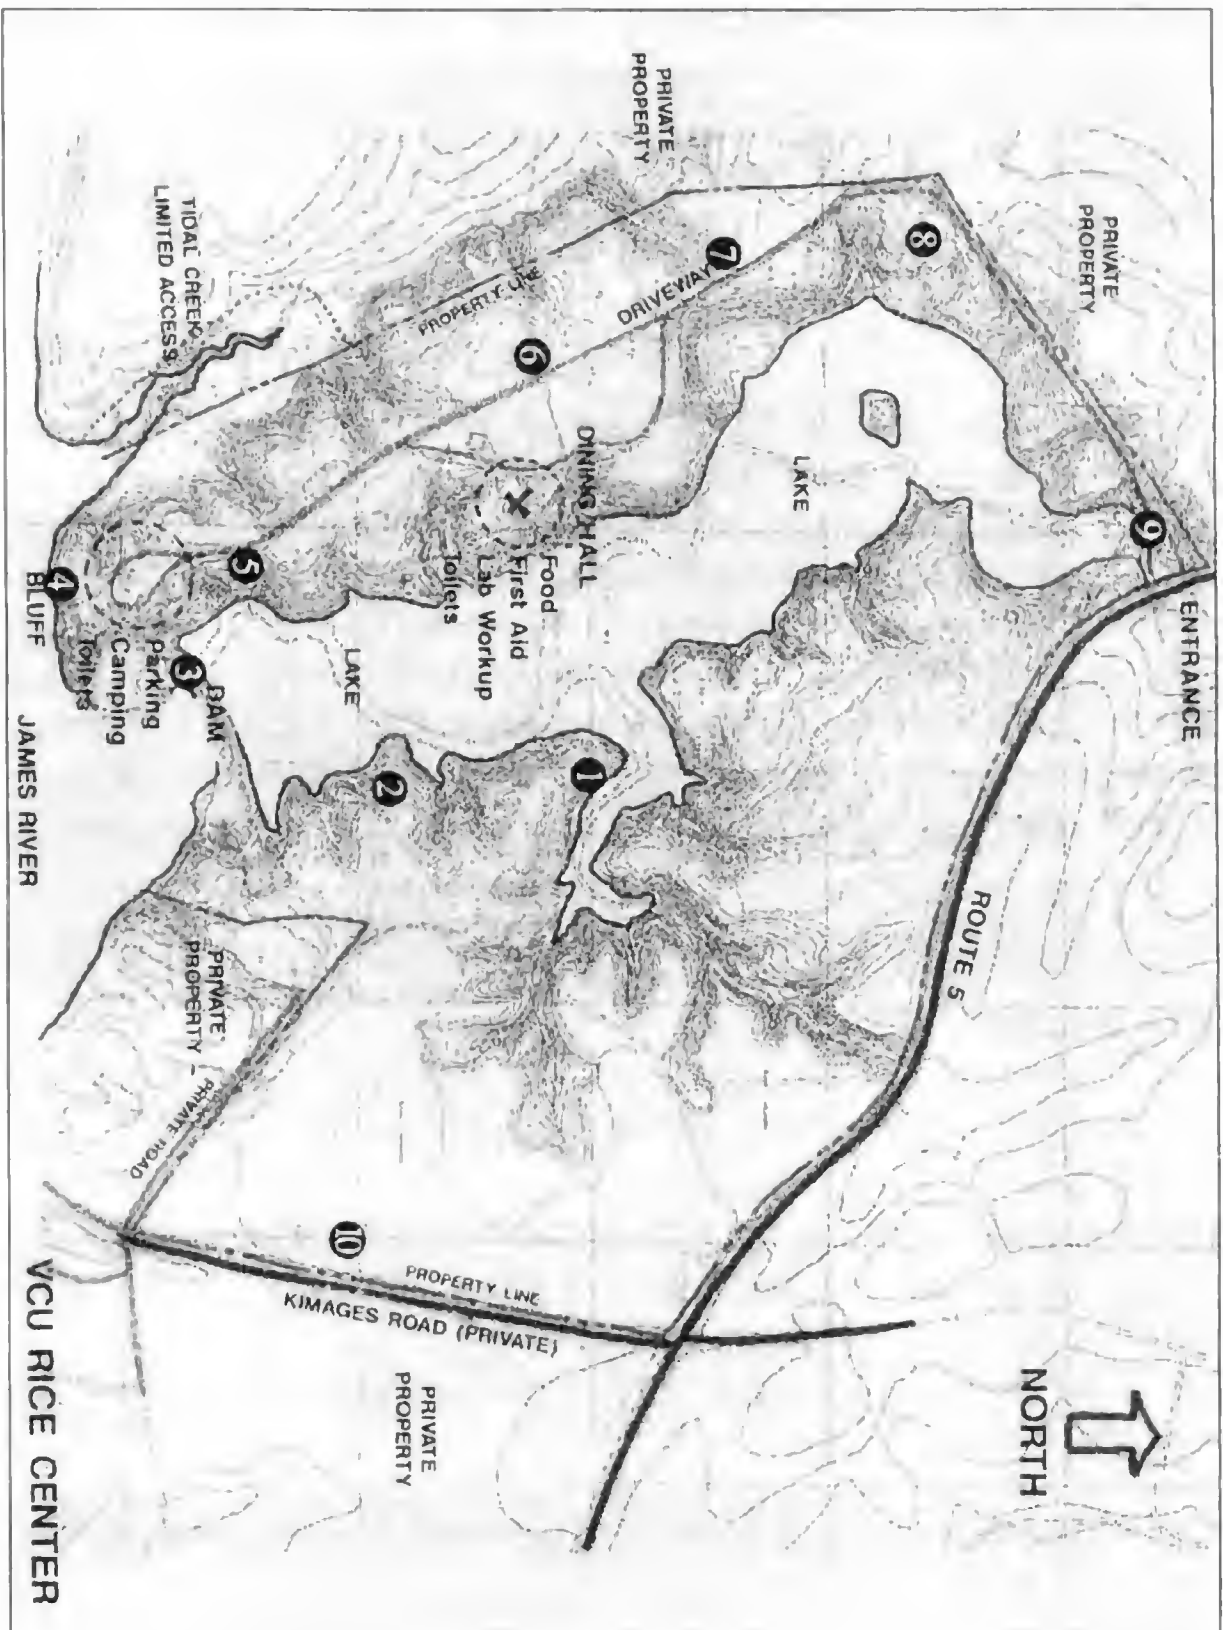 ENTRANCE
9
PRIVATE
PROPERTY
NORTH
ROUTE 5
8
LAKE
7
DRIVEWAY
PRIVATE
PROPERTY
DINING HALL
Food
First Aid
Lab Workup
Toilets
X
6
1
PROPERTY LINE
PROPERTY LINE
KIMAGES ROAD (PRIVATE)
PRIVATE
PROPERTY
2
LAKE
10
5
DAM
3
PRIVATE
PROPERTY
PRIVATE ROAD
TIDAL CREEK
LIMITED ACCESS
Parking
Camping
Toilets
4
BLUFF
JAMES RIVER
VCU RICE CENTER